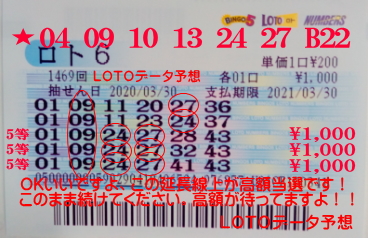 BINGO5 LOTO NUMBERS
★04 09 10 13 24 27 B22
ロト6 単価1口¥200
1469回 LOTOデータ予想 各01口 ¥1,000
抽せん日 2020/03/30 支払期限 2021/03/30
01 09 11 20 27 36
01 09 11 23 24 37
5等 01 09 24 27 28 43 ¥1,000
5等 01 09 24 27 32 43 ¥1,000
5等 01 09 24 27 41 43 ¥1,000
OKいいですよ、この延長線上が高額当選です!
このまま続けてください、高額が待ってますよ!!
LOTOデータ予想